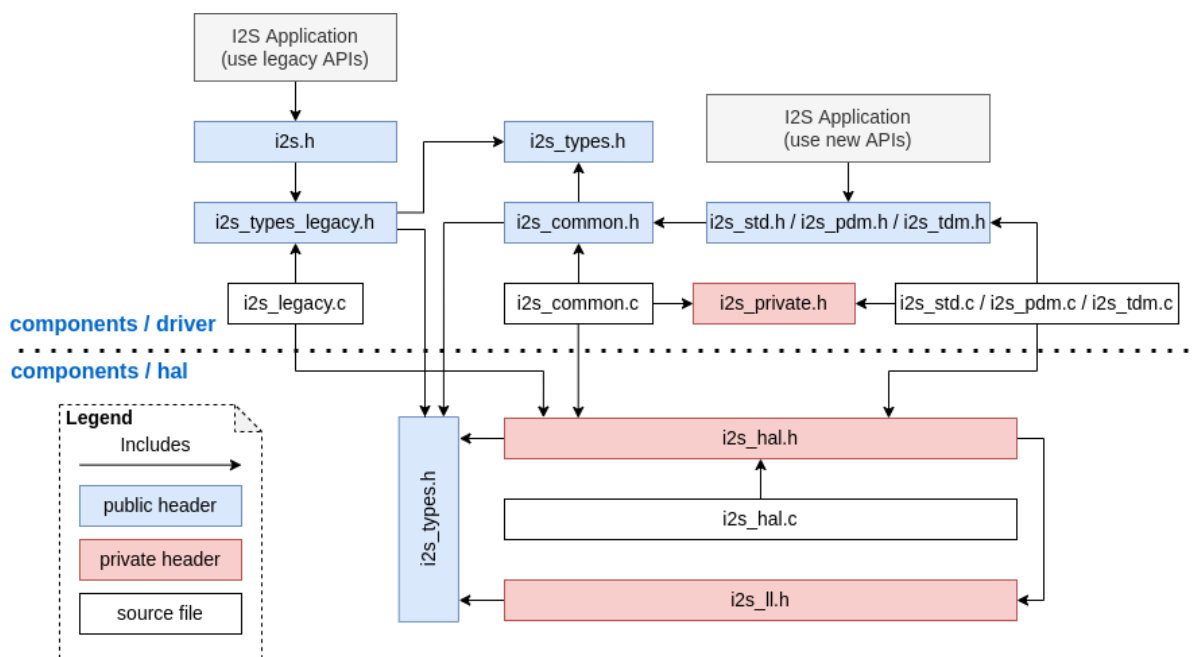 I2S Application
(use legacy APIs)
i2s.h
i2s_types.h
I2S Application
(use new APIs)
i2s_types_legacy.h
i2s_common.h
i2s_std.h / i2s_pdm.h / i2s_tdm.h
i2s_legacy.c
i2s_common.c
i2s_private.h
i2s_std.c / i2s_pdm.c / i2s_tdm.c
components / driver
components / hal
Legend
Includes
public header
private header
source file
i2s_types.h
i2s_hal.h
i2s_hal.c
i2s_ll.h